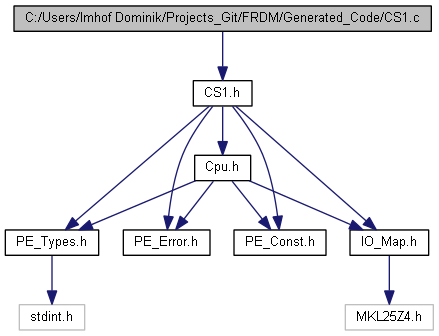 C:/Users/Imhof Dominik/Projects_Git/FRDM/Generated_Code/CS1.c
CS1.h
Cpu.h
PE_Types.h
PE_Error.h
PE_Const.h
IO_Map.h
stdint.h
MKL25Z4.h